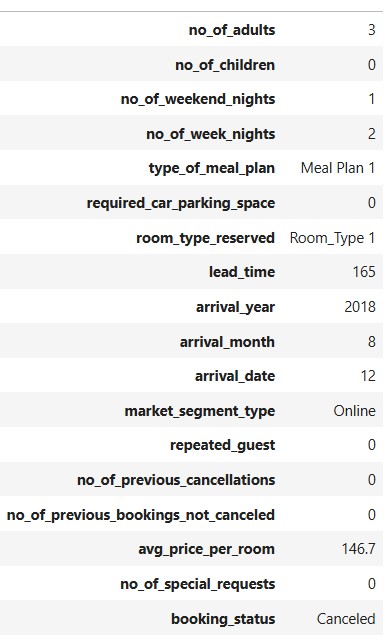 no_of_adults 3
no_of_children 0
no_of_weekend_nights 1
no_of_week_nights 2
type_of_meal_plan Meal Plan 1
required_car_parking_space 0
room_type_reserved Room_Type 1
lead_time 165
arrival_year 2018
arrival_month 8
arrival_date 12
market_segment_type Online
repeated_guest 0
no_of_previous_cancellations 0
no_of_previous_bookings_not_canceled 0
avg_price_per_room 146.7
no_of_special_requests 0
booking_status Canceled